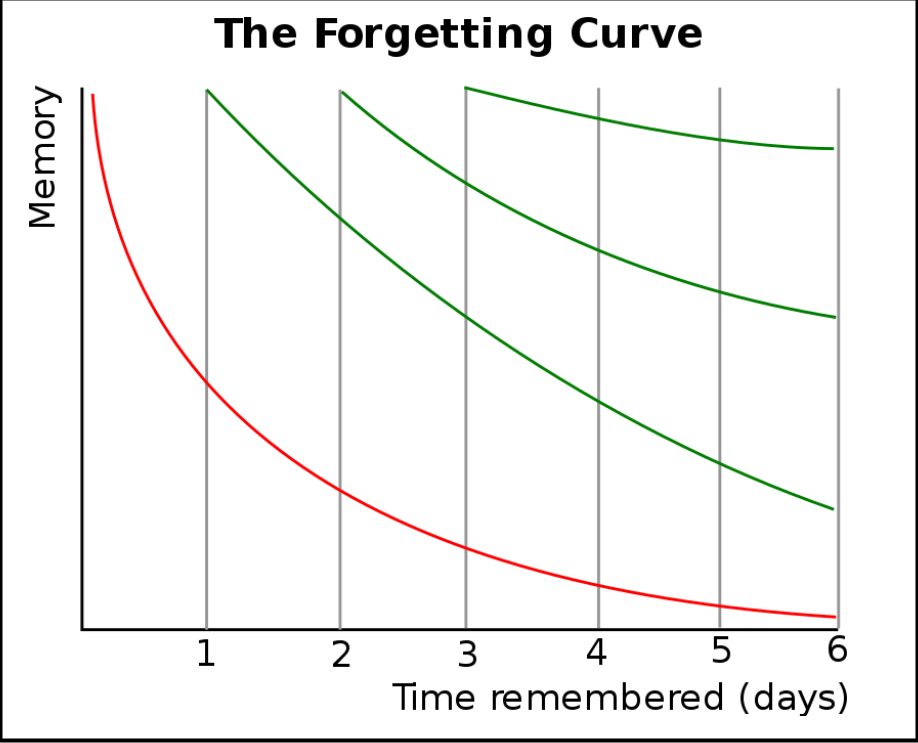 The Forgetting Curve
Memory
1 2 3 4 5 6
Time remembered (days)